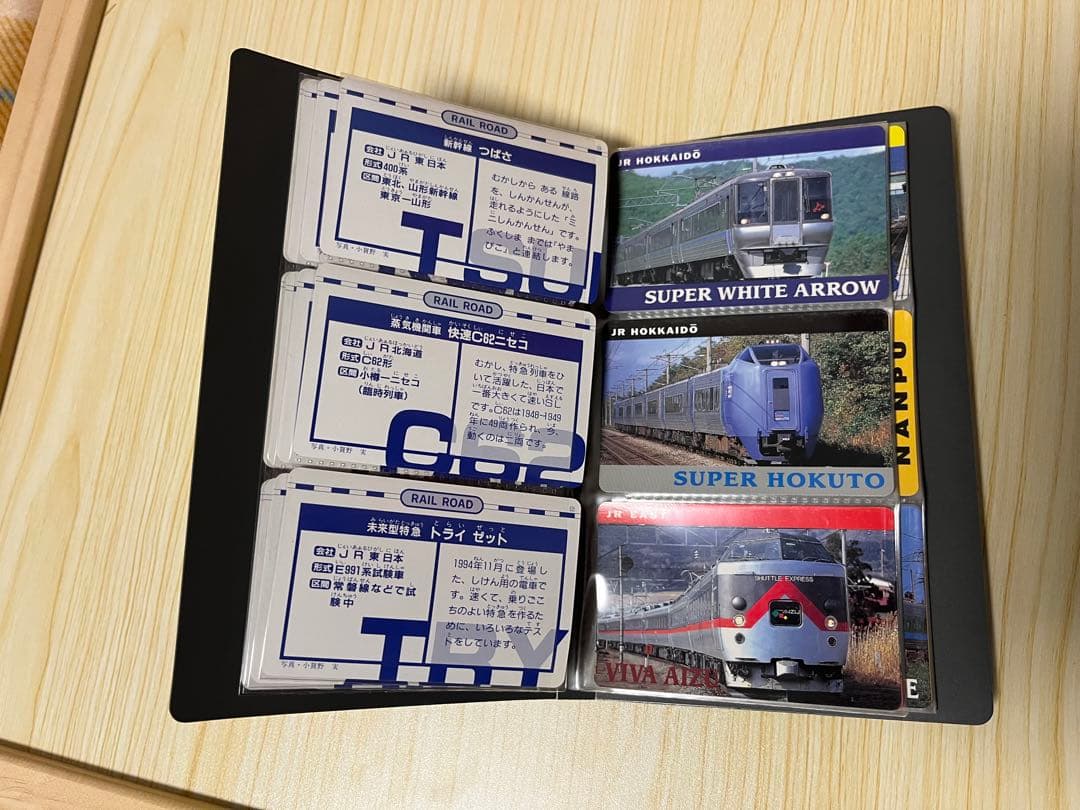 RAIL ROAD
新幹線 つばさ
会社 JR東日本
形式 400系
区間 東北、山形新幹線
東京ー山形
むかしから ある 線路
を、しんかんせんが、
走れるようにした「ミ
ニしんかんせん」です。
ふくしま までは「やま
びこ」と連結します。
TSU
写真・小賀野 実
RAIL ROAD
蒸気機関車 快速C62ニセコ
会社 JR北海道
形式 C62形
区間 小樽ーニセコ
(臨時列車)
むかし、特急列車をひ
いて活躍した、日本で
一番大きくて速いSL
です。C62は1948→1949
年に49両作られ、今、
動くのは二両です。
C62
写真・小賀野 実
RAIL ROAD
未来型特急 トライ ゼット
会社 JR東日本
形式 E991系試験車
区間 常磐線などで試
験中
1994年11月に登場し
た、しけん用の電車で
す。速くて、乗りごこ
ちのよい特急を作るた
めに、いろいろなテス
トをしています。
TRY
写真・小賀野 実
JR HOKKAIDŌ
SUPER WHITE ARROW
JR HOKKAIDŌ
SUPER HOKUTO
NANPU
JR EAST
SHUTTLE EXPRESS
VIVA AIZU
E